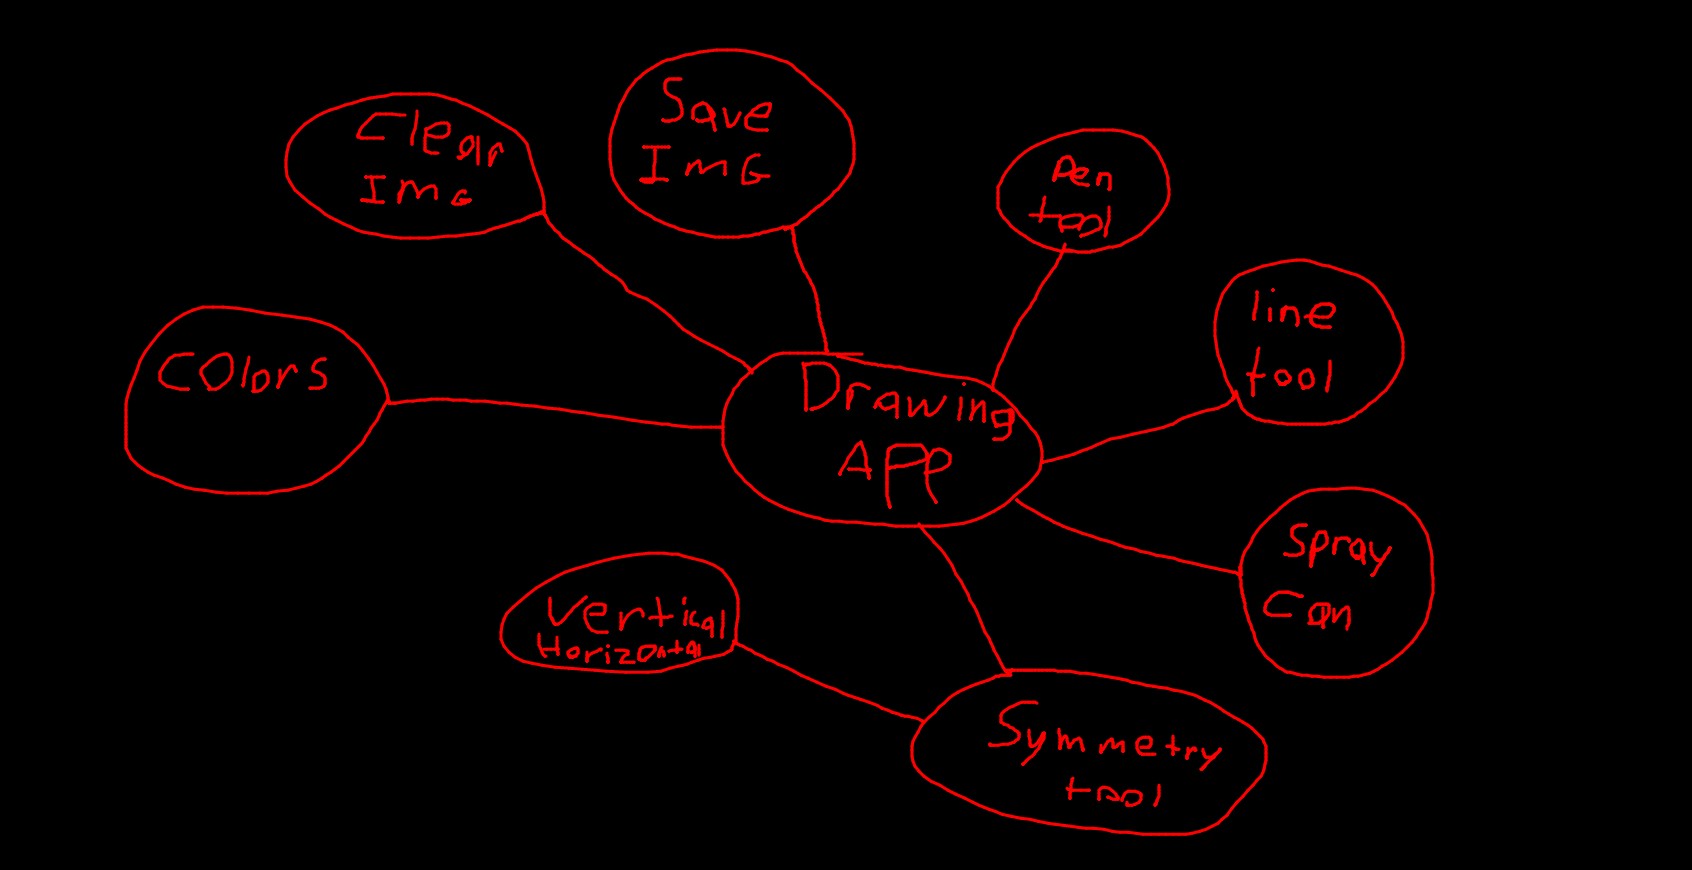 Save
Img
Clear
Img
Pen
tool
line
tool
Colors
Drawing
App
Spray
Can
Vertical
Horizontal
Symmetry
tool